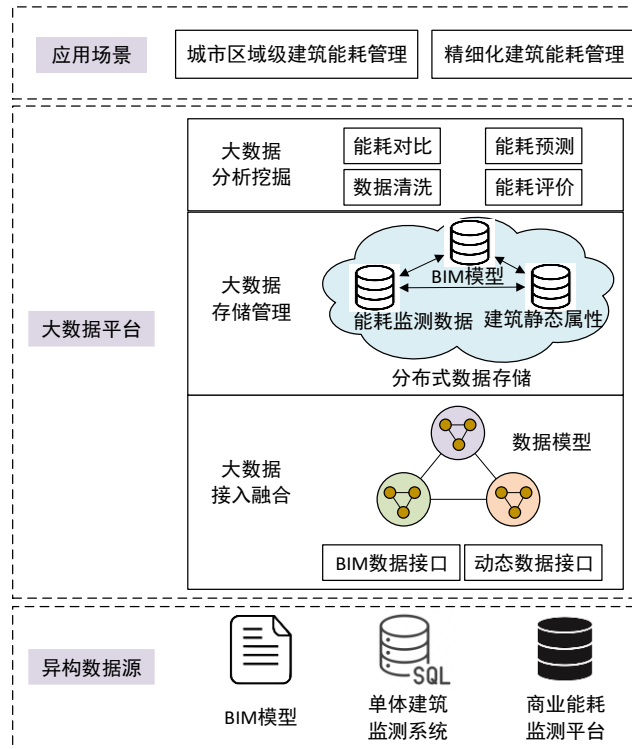 应用场景
城市区域级建筑能耗管理
精细化建筑能耗管理
大数据平台
大数据
分析挖掘
能耗对比
能耗预测
数据清洗
能耗评价
大数据
存储管理
BIM模型
能耗监测数据
建筑静态属性
分布式数据存储
大数据
接入融合
数据模型
BIM数据接口
动态数据接口
异构数据源
BIM模型
SQL
单体建筑
监测系统
商业能耗
监测平台